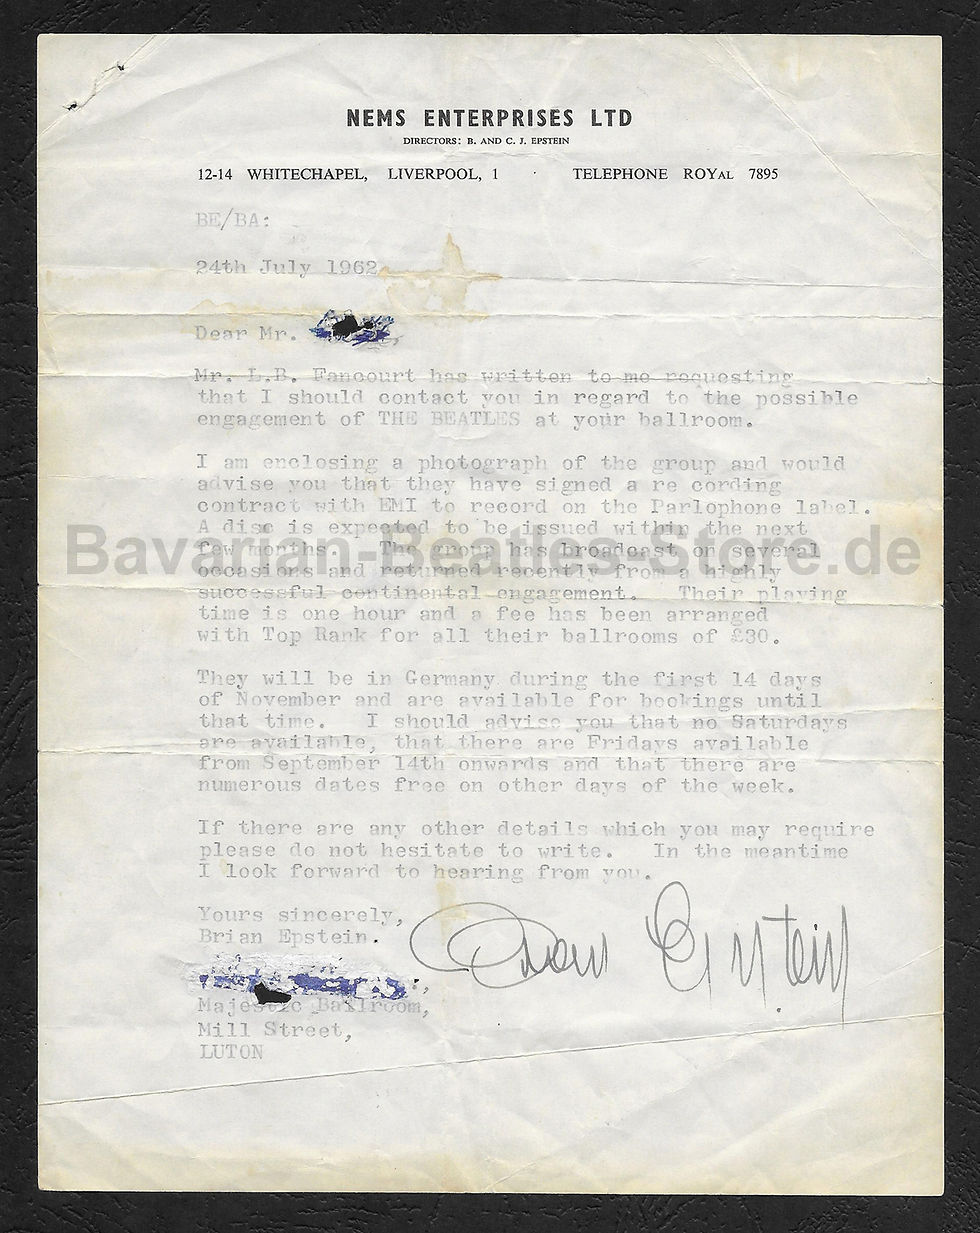 NEMS ENTERPRISES LTD
DIRECTORS: B. AND C. J. EPSTEIN
12-14 WHITECHAPEL, LIVERPOOL, 1 · TELEPHONE ROYAL 7895
BE/BA:
24th July 1962
Dear Mr.
Mr. L.B. Fancourt has written to me requesting
that I should contact you in regard to the possible
engagement of THE BEATLES at your ballroom.
I am enclosing a photograph of the group and would
advise you that they have signed a re cording
contract with EMI to record on the Parlophone label.
A disc is expected to be issued within the next
few months. The group has broadcast on several
occasions and returned recently from a highly
successful continental engagement. Their playing
time is one hour and a fee has been arranged
with Top Rank for all their ballrooms of £30.
They will be in Germany during the first 14 days
of November and are available for bookings until
that time. I should advise you that no Saturdays
are available, that there are Fridays available
from September 14th onwards and that there are
numerous dates free on other days of the week.
If there are any other details which you may require
please do not hesitate to write. In the meantime
I look forward to hearing from you.
Yours sincerely,
Brian Epstein.
Brian Epstein
Majestic Ballroom,
Mill Street,
LUTON
Bavarian-Beatles-Store.de